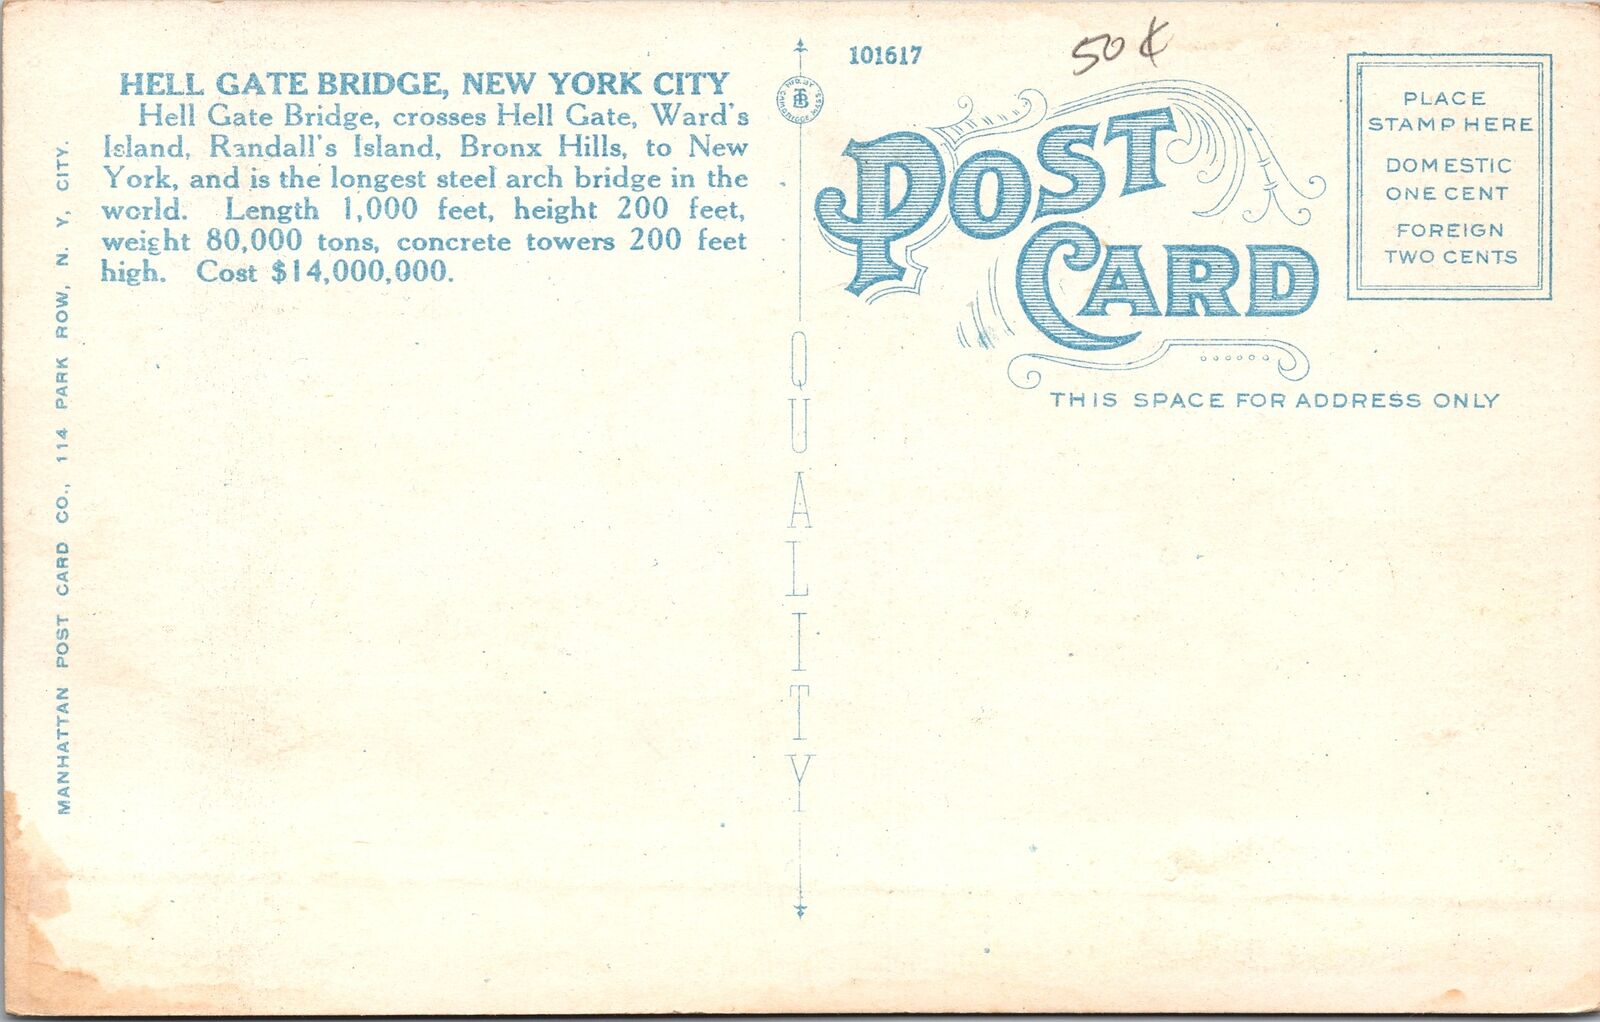 HELL GATE BRIDGE, NEW YORK CITY
Hell Gate Bridge, crosses Hell Gate, Ward's
Island, Randall's Island, Bronx Hills, to New
York, and is the longest steel arch bridge in the
world. Length 1,000 feet, height 200 feet,
weight 80,000 tons, concrete towers 200 feet
high. Cost $14,000,000.
MANHATTAN POST CARD CO., 114 PARK ROW, N. Y, CITY.
QUALITY
101617
50¢
POST
CARD
PLACE
STAMP HERE
DOMESTIC
ONE CENT
FOREIGN
TWO CENTS
THIS SPACE FOR ADDRESS ONLY